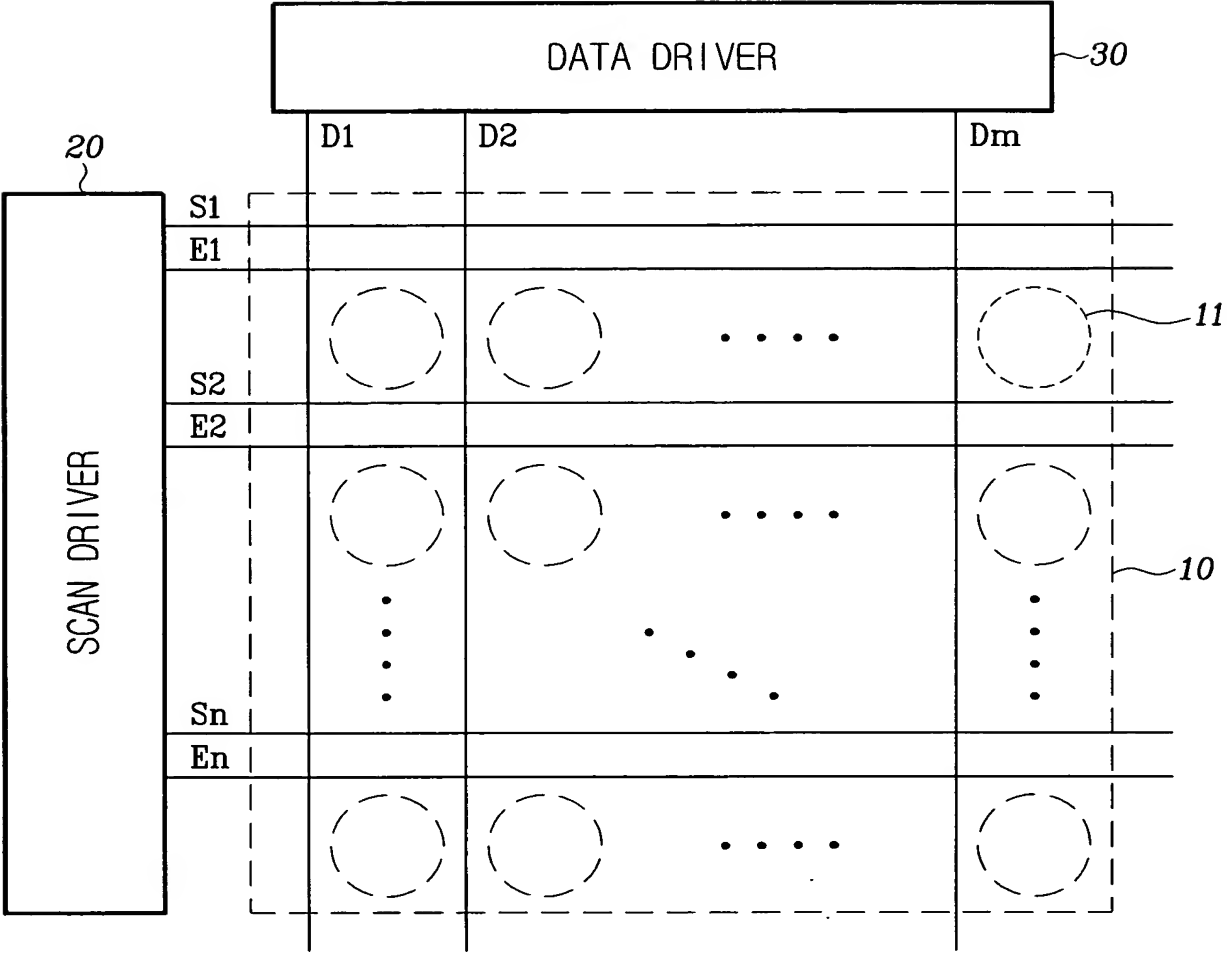 DATA DRIVER
30
D1
D2
Dm
20
S1
E1
11
S2
E2
SCAN DRIVER
10
Sn
En